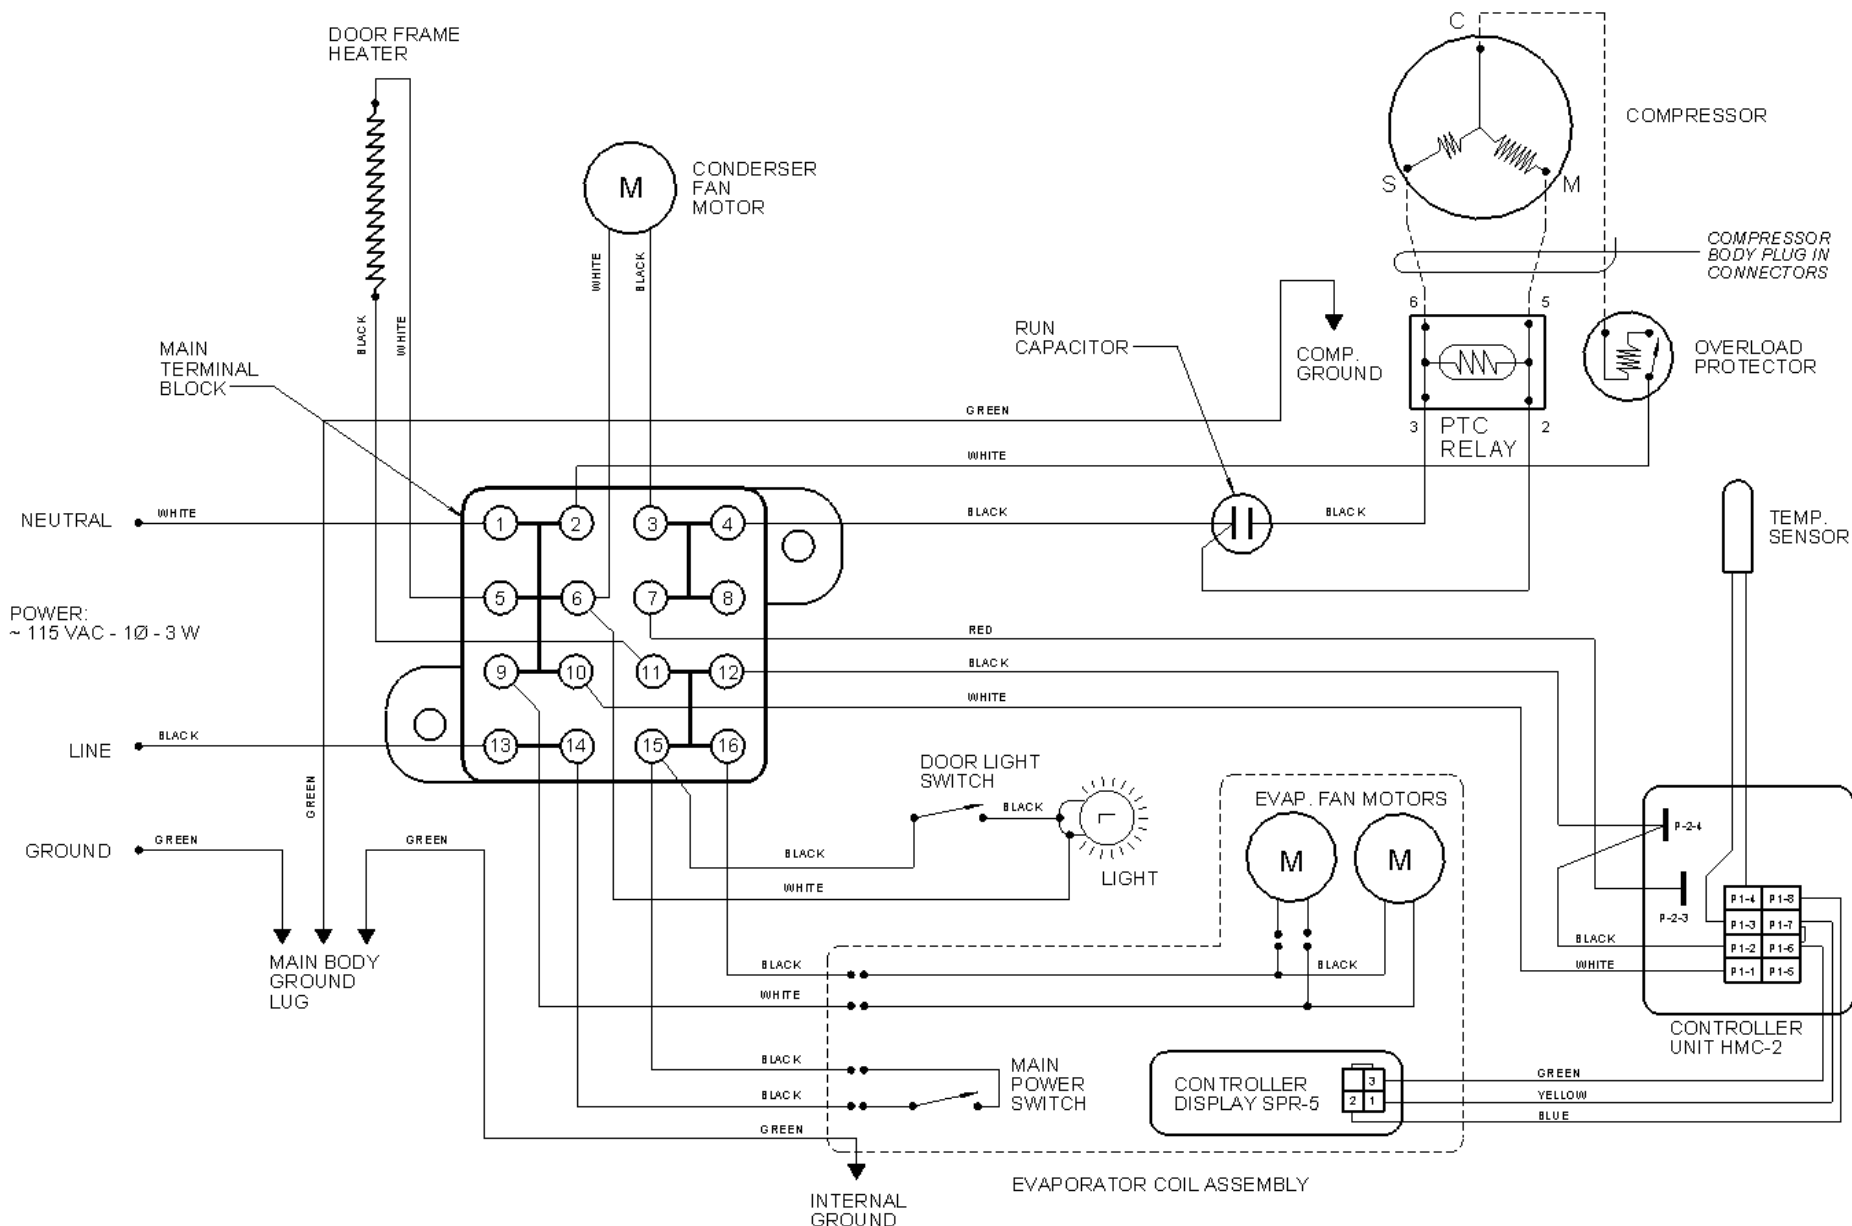 DOOR FRAME
HEATER
C
COMPRESSOR
M
CONDERSER
FAN
MOTOR
S
M
WHITE
BLACK
COMPRESSOR
BODY PLUG IN
CONNECTORS
6
5
BLACK
WHITE
MAIN
TERMINAL
BLOCK
RUN
CAPACITOR
COMP.
GROUND
OVERLOAD
PROTECTOR
GREEN
3
2
PTC
RELAY
WHITE
NEUTRAL
WHITE
1
2
3
4
BLACK
BLACK
TEMP.
SENSOR
POWER:
~ 115 VAC - 1Ø - 3 W
5
6
7
8
RED
9
10
11
12
BLACK
WHITE
LINE
BLACK
13
14
15
16
DOOR LIGHT
SWITCH
BLACK
L
LIGHT
GREEN
EVAP. FAN MOTORS
M
M
P-2-4
P-2-3
GROUND
GREEN
GREEN
BLACK
WHITE
P1-4
P1-8
P1-3
P1-7
P1-2
P1-6
P1-1
P1-5
BLACK
WHITE
MAIN BODY
GROUND
LUG
BLACK
BLACK
WHITE
CONTROLLER
UNIT HMC-2
BLACK
BLACK
MAIN
POWER
SWITCH
CONTROLLER
DISPLAY SPR-5
3
2
1
GREEN
YELLOW
BLUE
GREEN
EVAPORATOR COIL ASSEMBLY
INTERNAL
GROUND